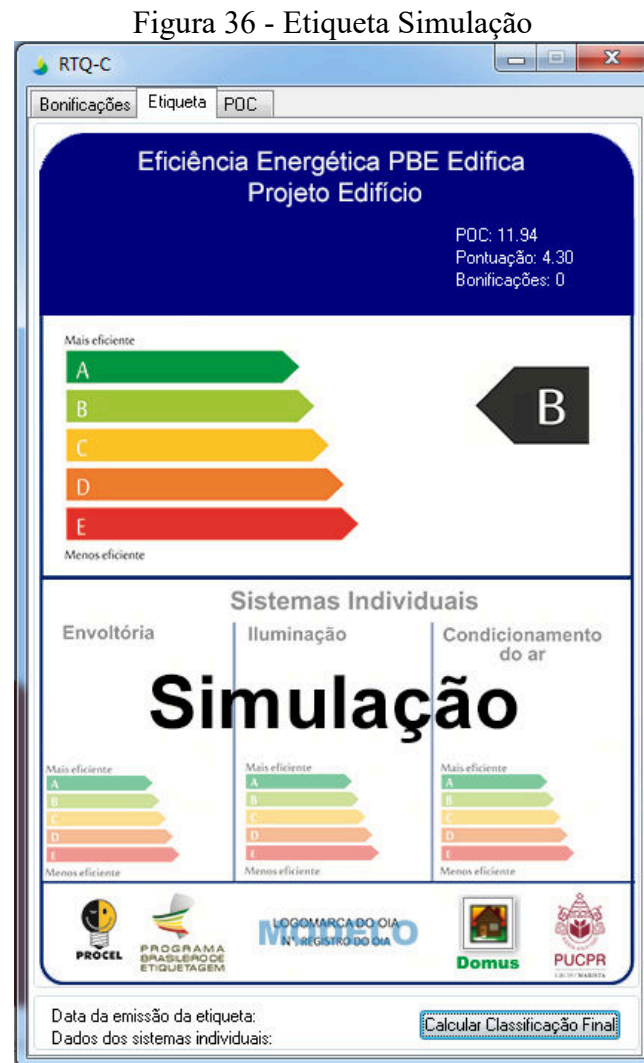 Figura 36 - Etiqueta Simulação
RTQ-C
Bonificações Etiqueta POC
Eficiência Energética PBE Edifica
Projeto Edifício
POC: 11.94
Pontuação: 4.30
Bonificações: 0
Mais eficiente
A
B
C
D
E
Menos eficiente
B
Sistemas Individuais
Envoltória Iluminação Condicionamento
do ar
Simulação
Mais eficiente Mais eficiente Mais eficiente
A A A
B B B
C C C
D D D
E E E
Menos eficiente Menos eficiente Menos eficiente
PROCEL
PROGRAMA
BRASILEIRO DE
ETIQUETAGEM
LOGOMARCA DO OIA
Nº REGISTRO DO OIA
MODELO
Domus
PUCPR
GRUPO MARISTA
Data da emissão da etiqueta:
Dados dos sistemas individuais:
Calcular Classificação Final